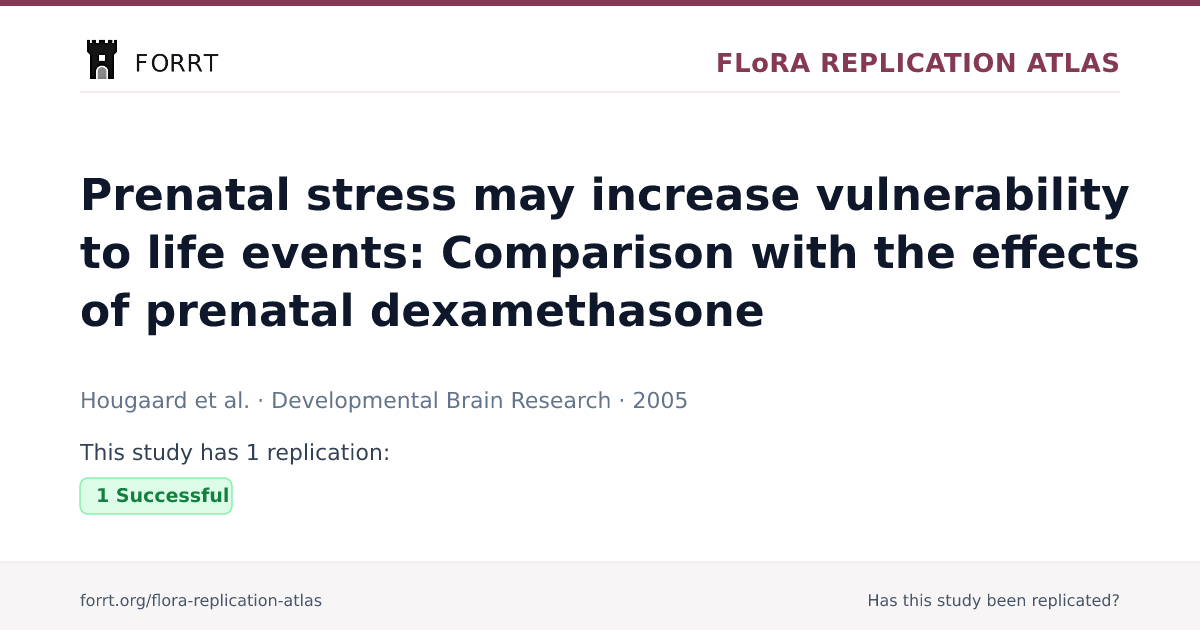 FORRT
FLoRA REPLICATION ATLAS
Prenatal stress may increase vulnerability
to life events: Comparison with the effects
of prenatal dexamethasone
Hougaard et al. · Developmental Brain Research · 2005
This study has 1 replication:
1 Successful
forrt.org/flora-replication-atlas
Has this study been replicated?